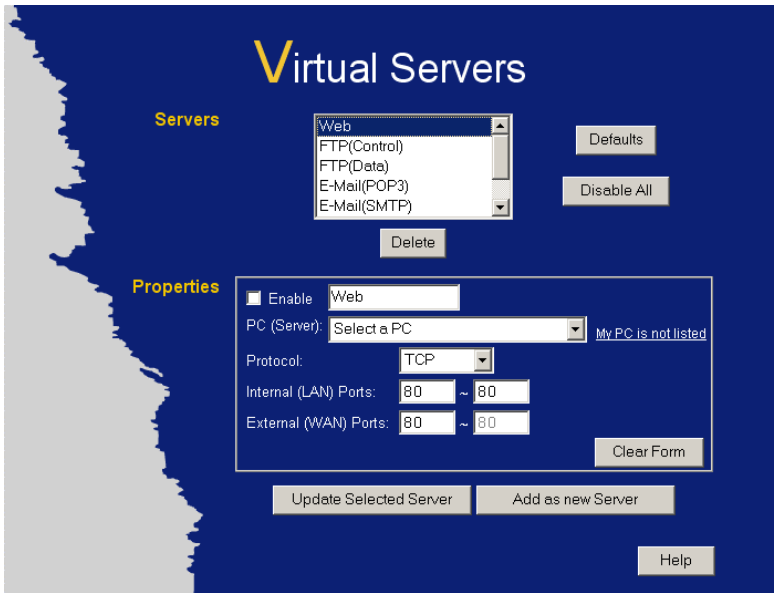 Virtual Servers
Servers
Web
FTP(Control)
FTP(Data)
E-Mail(POP3)
E-Mail(SMTP)
Defaults
Disable All
Delete
Properties
Enable Web
PC (Server): Select a PC My PC is not listed
Protocol: TCP
Internal (LAN) Ports: 80 ~ 80
External (WAN) Ports: 80 ~ 80
Clear Form
Update Selected Server Add as new Server
Help